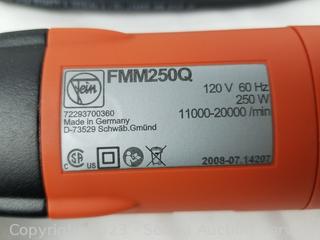 Fein
FMM250Q
120 V 60 Hz
250 W
11000-20000 /min
72293700360
Made in Germany
D-73529 Schwäb.Gmünd
2008-07.14207